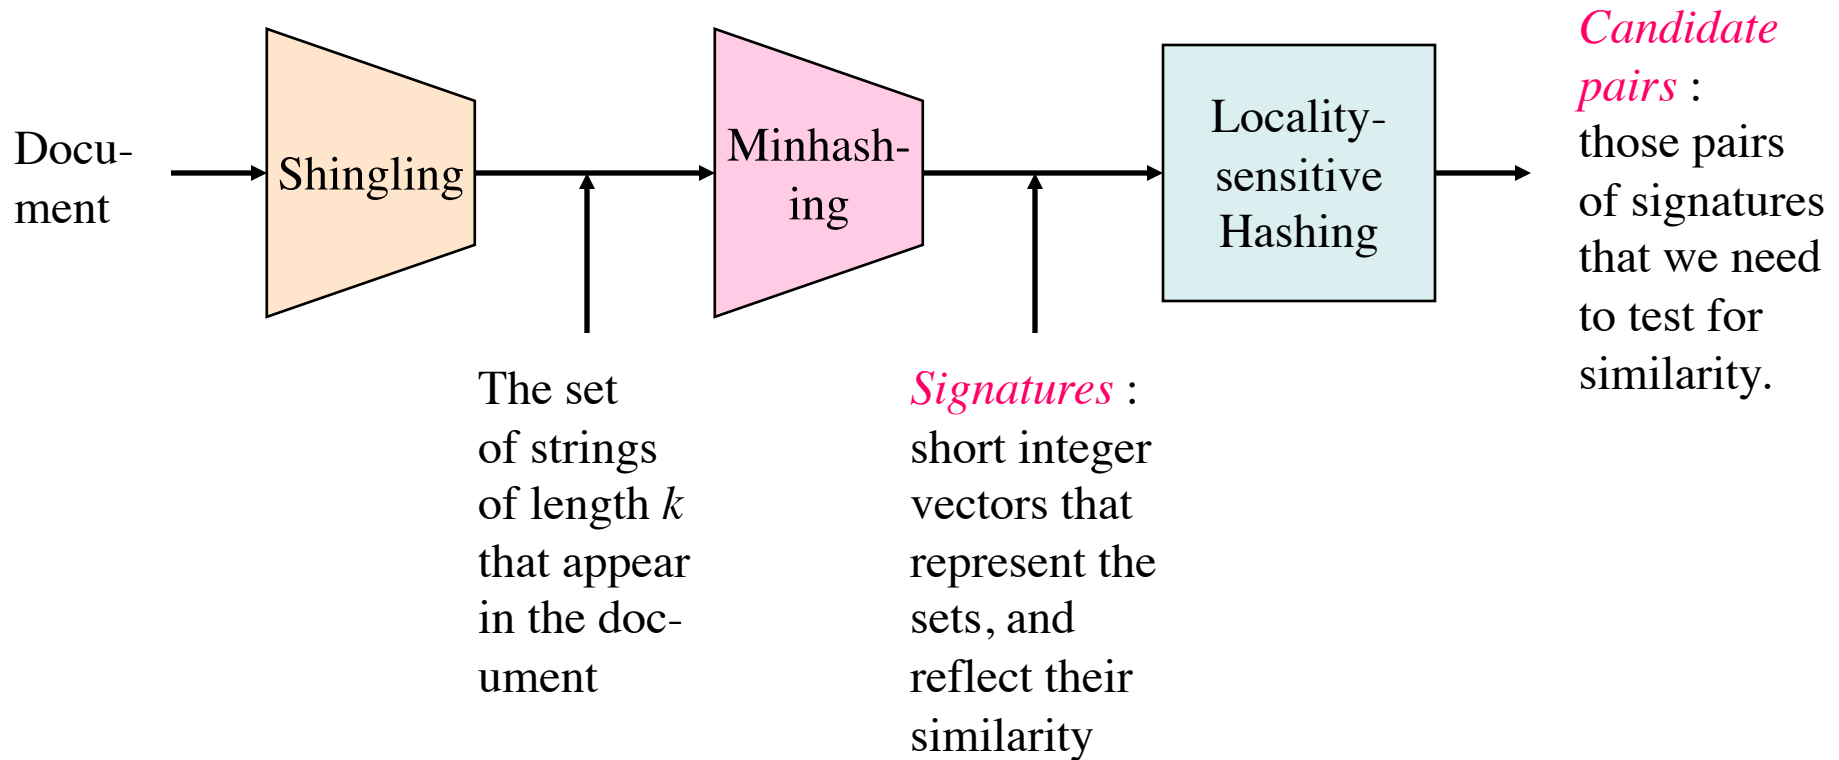 Docu-
ment
Shingling
The set
of strings
of length k
that appear
in the doc-
ument
Minhash-
ing
Signatures :
short integer
vectors that
represent the
sets, and
reflect their
similarity
Locality-
sensitive
Hashing
Candidate
pairs :
those pairs
of signatures
that we need
to test for
similarity.